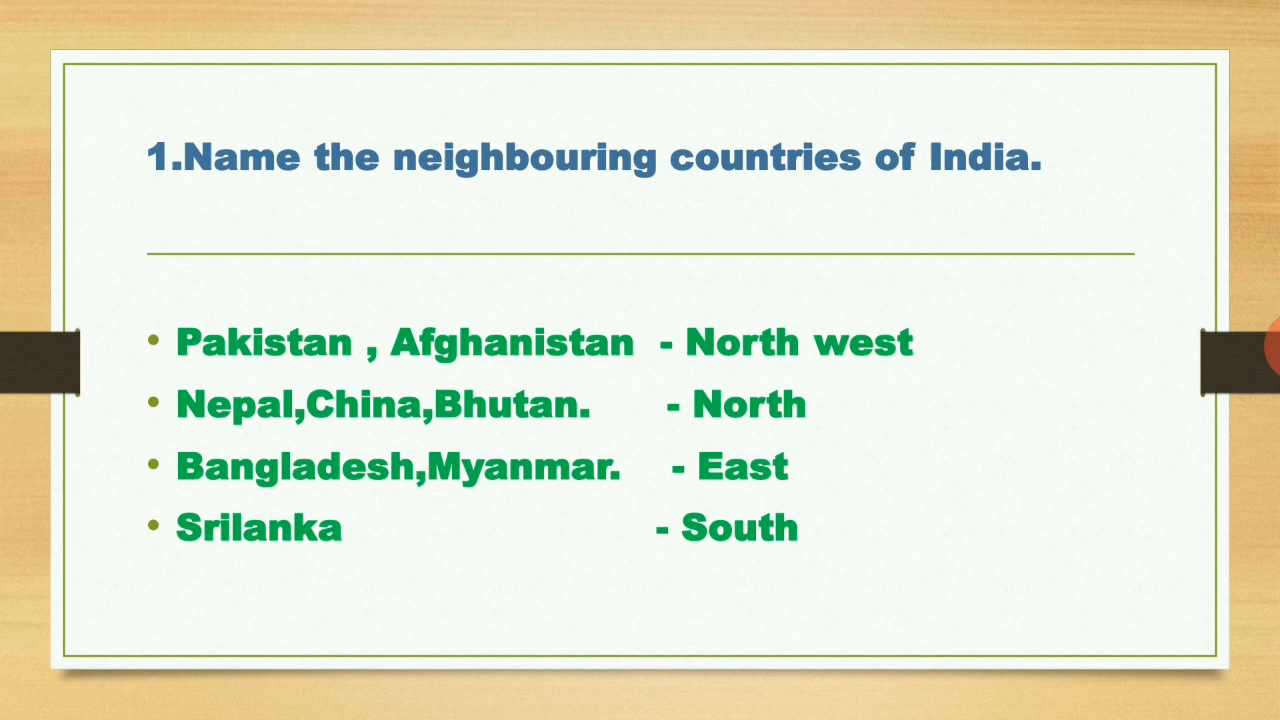 1.Name the neighbouring countries of India.
• Pakistan , Afghanistan - North west
• Nepal,China,Bhutan. - North
• Bangladesh,Myanmar. - East
• Srilanka - South